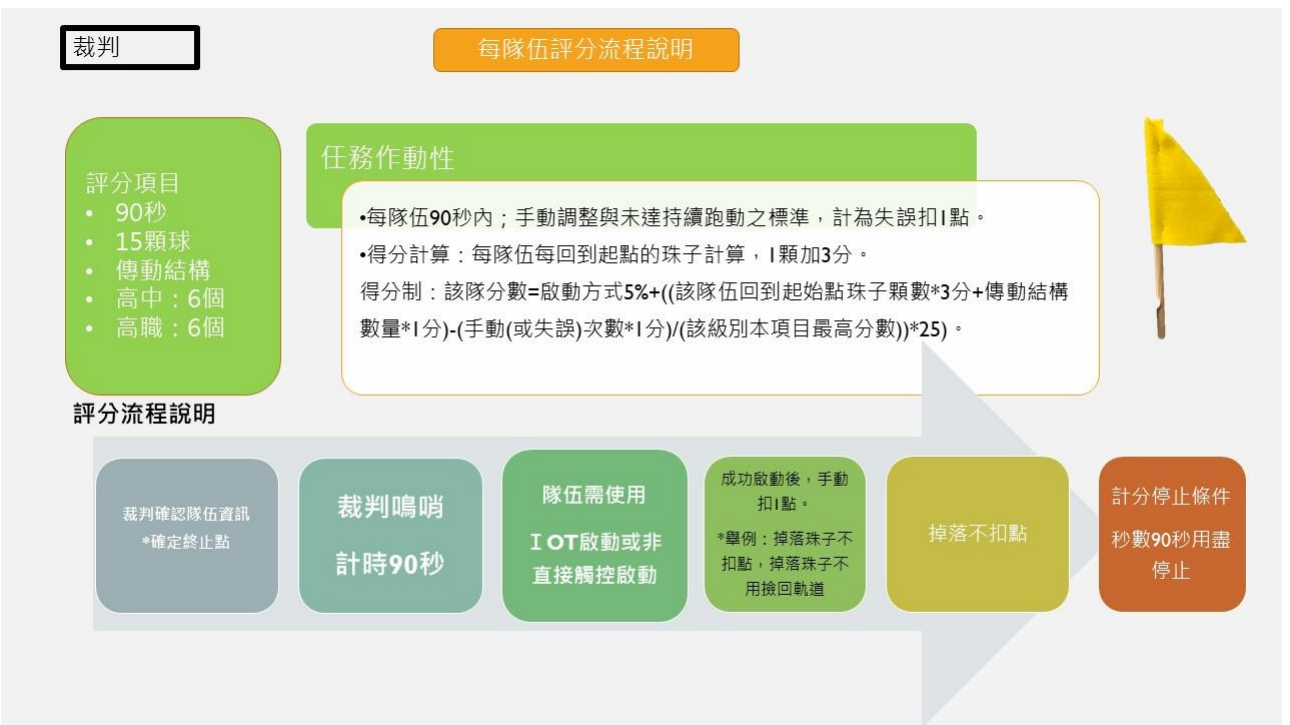 裁判
每隊伍評分流程說明
評分項目
• 90秒
• 15顆球
• 傳動結構
• 高中：6個
• 高職：6個
任務作動性
•每隊伍90秒內；手動調整與未達持續跑動之標準，計為失誤扣1點。
•得分計算：每隊伍每回到起點的珠子計算，1顆加3分。
得分制：該隊分數=啟動方式5%+((該隊伍回到起始點珠子顆數*3分+傳動結構
數量*1分)-(手動(或失誤)次數*1分)/(該級別本項目最高分數))*25)。
評分流程說明
裁判確認隊伍資訊
*確定終止點
裁判鳴哨
計時90秒
隊伍需使用
ＩOT啟動或非
直接觸控啟動
成功啟動後，手動
扣1點。
*舉例：掉落珠子不
扣點，掉落珠子不
用撿回軌道
掉落不扣點
計分停止條件
秒數90秒用盡
停止